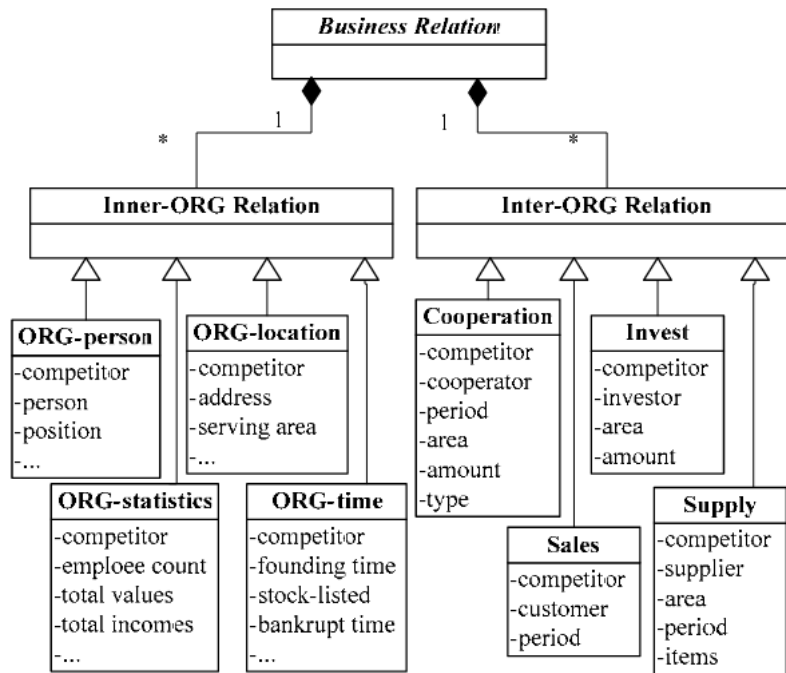 Business Relation
1
1
*
*
Inner-ORG Relation
Inter-ORG Relation
ORG-person
-competitor
-person
-position
-...
ORG-location
-competitor
-address
-serving area
-...
Cooperation
-competitor
-cooperator
-period
-area
-amount
-type
Invest
-competitor
-investor
-area
-amount
ORG-statistics
-competitor
-emploee count
-total values
-total incomes
-...
ORG-time
-competitor
-founding time
-stock-listed
-bankrupt time
-...
Sales
-competitor
-customer
-period
Supply
-competitor
-supplier
-area
-period
-items